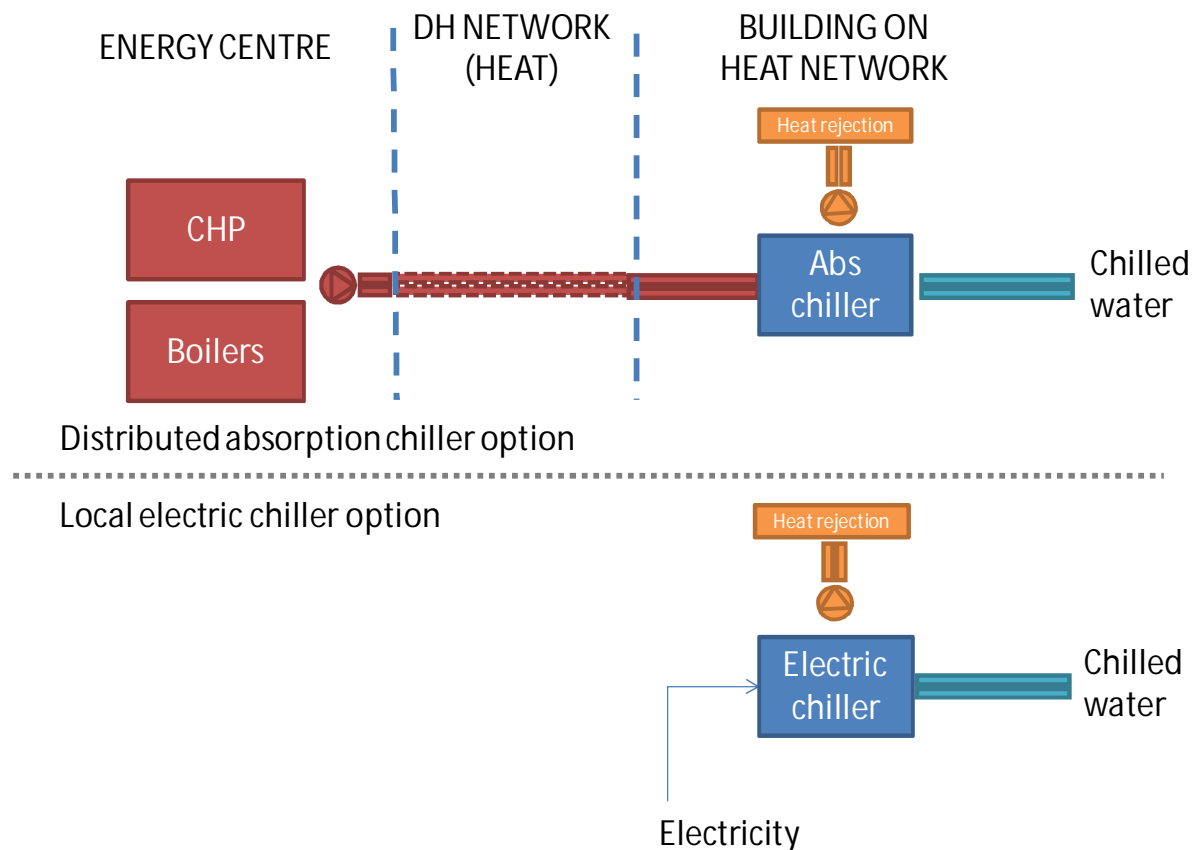 ENERGY CENTRE
DH NETWORK
(HEAT)
BUILDING ON
HEAT NETWORK
Heat rejection
CHP
Boilers
Abs
chiller
Chilled
water
Distributed absorption chiller option
Local electric chiller option
Heat rejection
Electric
chiller
Chilled
water
Electricity